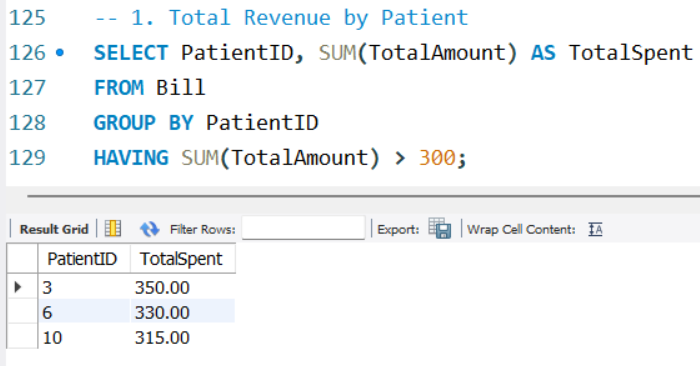 125 -- 1. Total Revenue by Patient
126 SELECT PatientID, SUM(TotalAmount) AS TotalSpent
127 FROM Bill
128 GROUP BY PatientID
129 HAVING SUM(TotalAmount) > 300;
Result Grid Filter Rows: Export: Wrap Cell Content: IA
PatientID TotalSpent
3 350.00
6 330.00
10 315.00